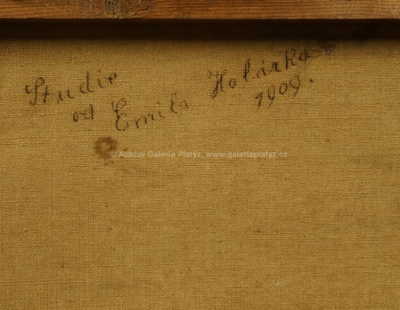 Studie
od Emila Holárka
1909.
© Aukční Galerie Platýz, www.galerieplatyz.cz